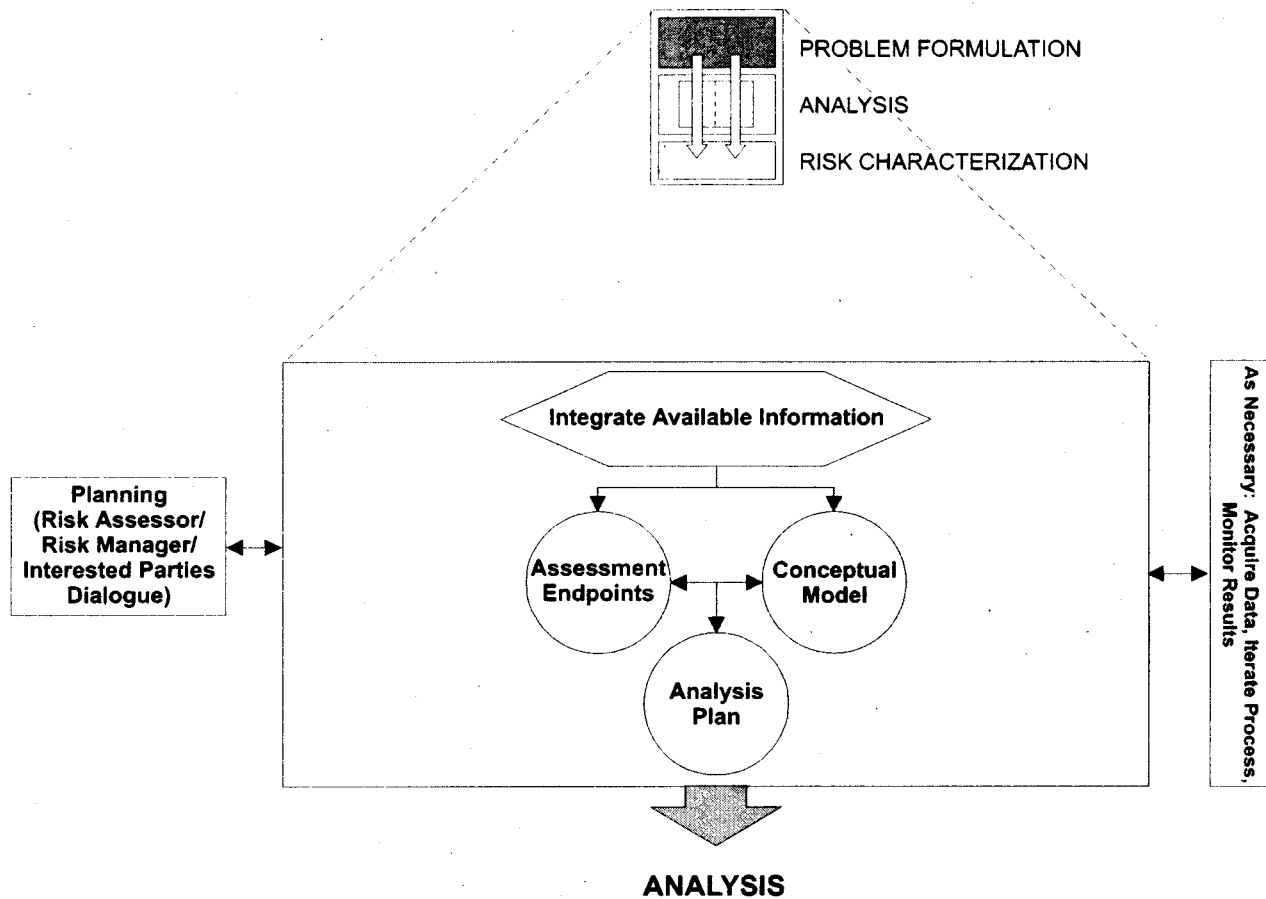 PROBLEM FORMULATION
ANALYSIS
RISK CHARACTERIZATION
Integrate Available Information
Planning
(Risk Assessor/
Risk Manager/
Interested Parties
Dialogue)
Assessment
Endpoints
Conceptual
Model
Analysis
Plan
As Necessary: Acquire Data, Iterate Process,
Monitor Results
ANALYSIS